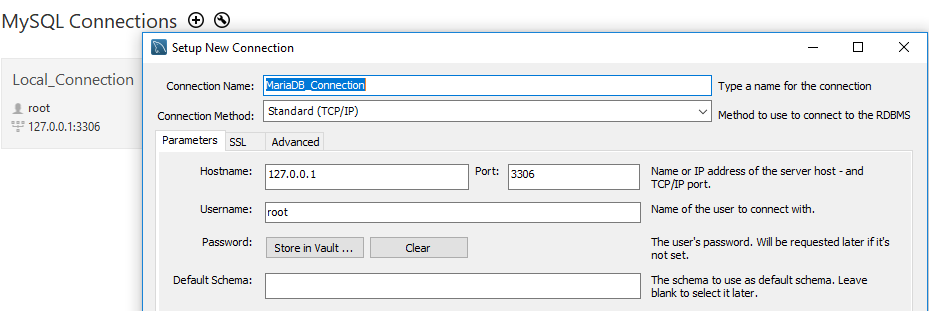 MySQL Connections
Setup New Connection
Local_Connection
root
127.0.0.1:3306
Connection Name: MariaDB_Connection Type a name for the connection
Connection Method: Standard (TCP/IP) Method to use to connect to the RDBMS
Parameters SSL Advanced
Hostname: 127.0.0.1 Port: 3306 Name or IP address of the server host - and
TCP/IP port.
Username: root Name of the user to connect with.
Password: Store in Vault ... Clear The user's password. Will be requested later if it's
not set.
Default Schema: The schema to use as default schema. Leave
blank to select it later.